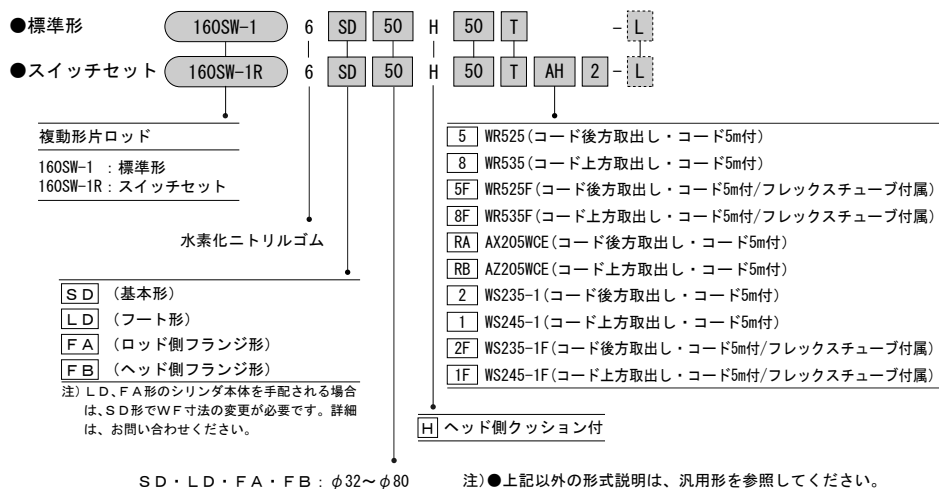 ●標準形 160SW-1 6 SD 50 H 50 T -L
●スイッチセット 160SW-1R 6 SD 50 H 50 T AH 2 -L
複動形片ロッド
160SW-1 :標準形
160SW-1R:スイッチセット
水素化ニトリルゴム
SD (基本形)
LD (フート形)
FA (ロッド側フランジ形)
FB (ヘッド側フランジ形)
注)LD、FA形のシリンダ本体を手配される場合
は、SD形でWF寸法の変更が必要です。詳細
は、お問い合わせください。
5 WR525(コード後方取出し・コード5m付)
8 WR535(コード上方取出し・コード5m付)
5F WR525F(コード後方取出し・コード5m付/フレックスチューブ付属)
8F WR535F(コード上方取出し・コード5m付/フレックスチューブ付属)
RA AX205WCE(コード後方取出し・コード5m付)
RB AZ205WCE(コード上方取出し・コード5m付)
2 WS235-1(コード後方取出し・コード5m付)
1 WS245-1(コード上方取出し・コード5m付)
2F WS235-1F(コード後方取出し・コード5m付/フレックスチューブ付属)
1F WS245-1F(コード上方取出し・コード5m付/フレックスチューブ付属)
H ヘッド側クッション付
SD・LD・FA・FB:φ32~φ80
注)●上記以外の形式説明は、汎用形を参照してください。